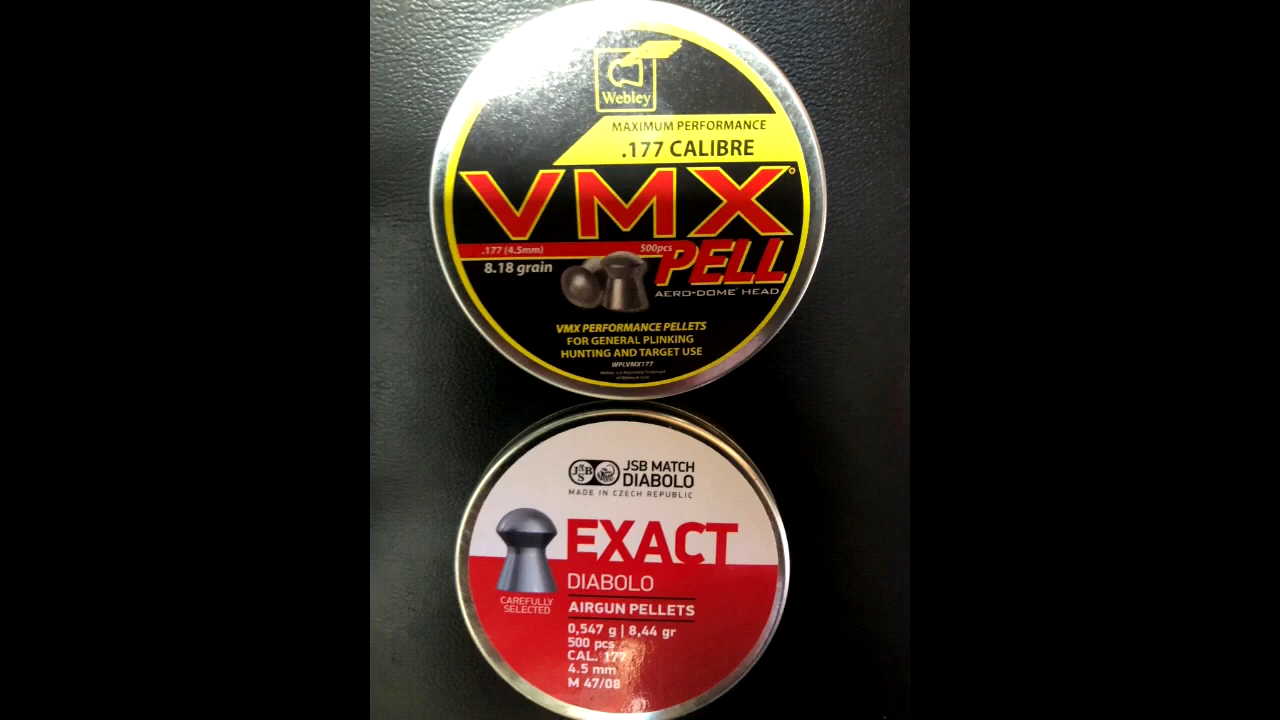 Webley
MAXIMUM PERFORMANCE
.177 CALIBRE
VMX
.177 (4.5mm) 500pcs
8.18 grain
PELL
AERO-DOME HEAD
VMX PERFORMANCE PELLETS
FOR GENERAL PLINKING
HUNTING AND TARGET USE
WPLVMX177
JSB
JSB MATCH
DIABOLO
MADE IN CZECH REPUBLIC
EXACT
DIABOLO
CAREFULLY
SELECTED
AIRGUN PELLETS
0,547 g | 8,44 gr
500 pcs
CAL. 177
4.5 mm
M 47/08